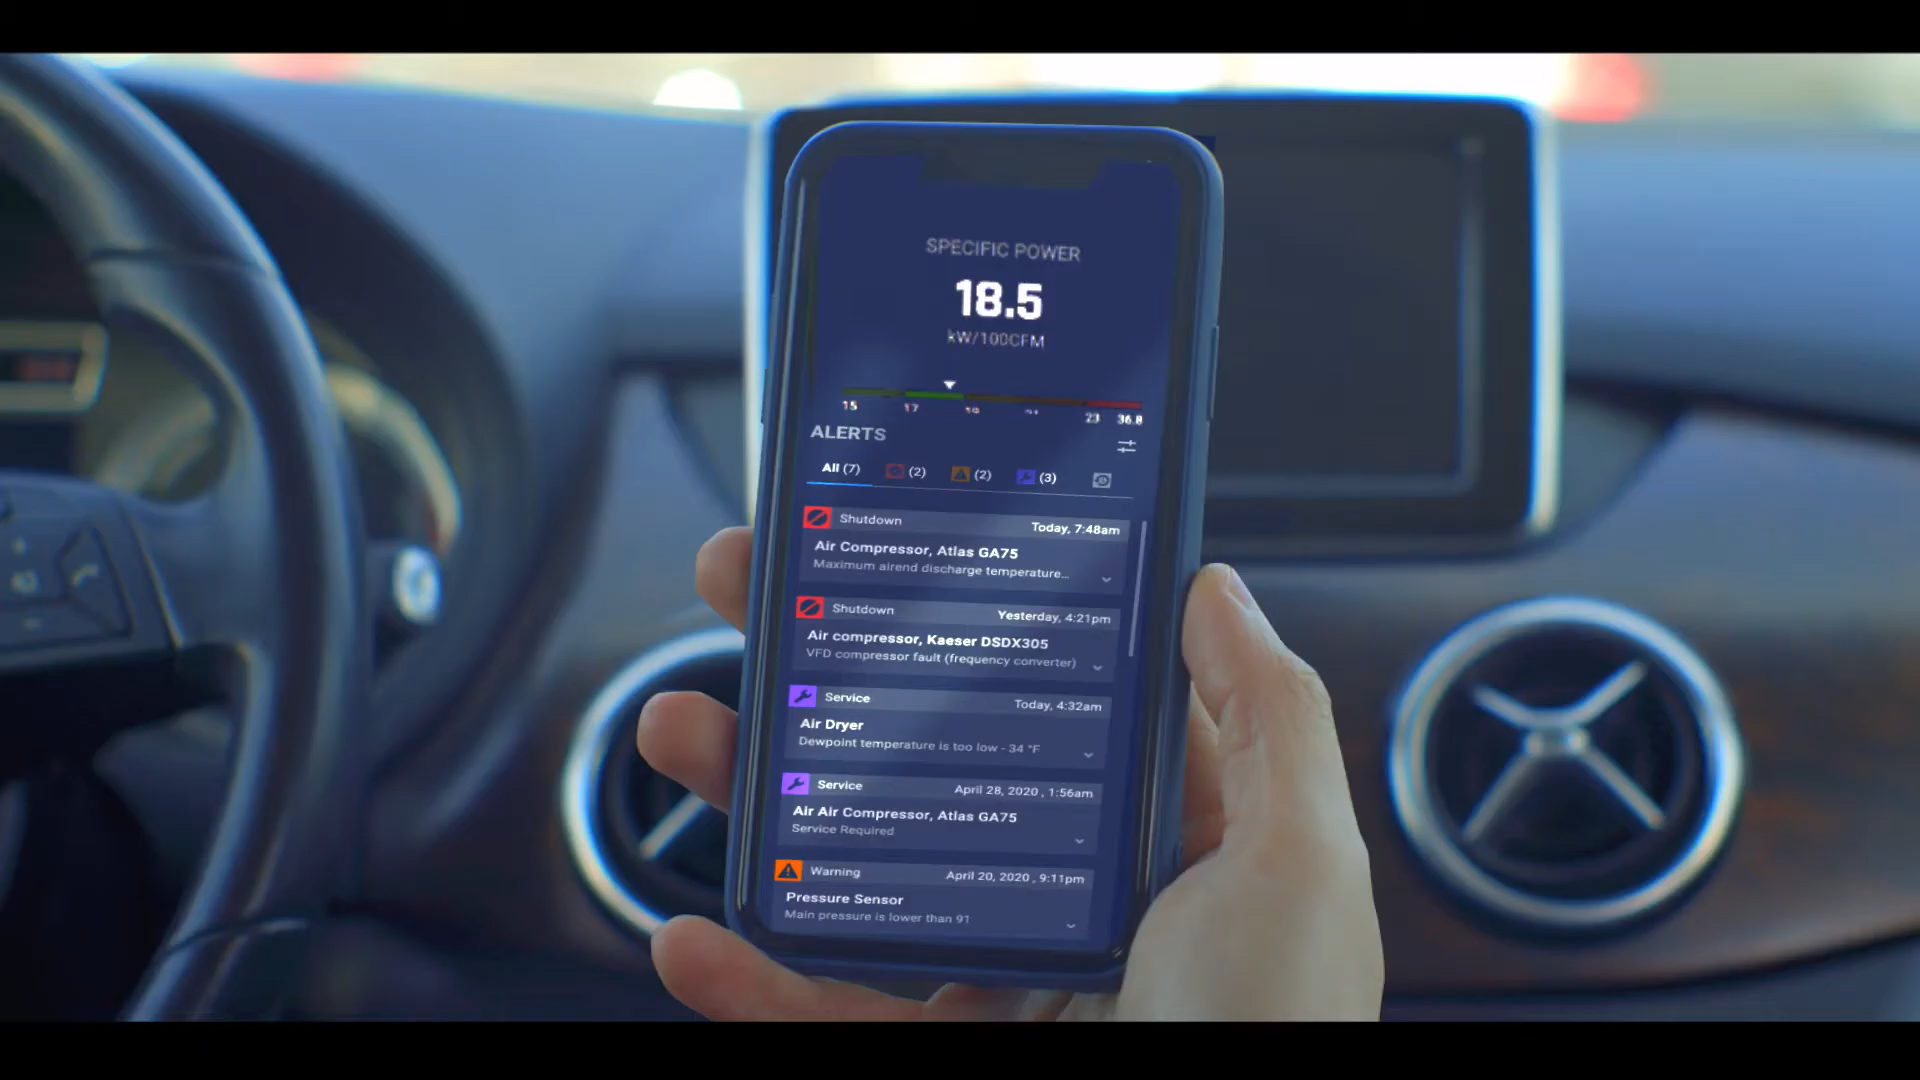 SPECIFIC POWER
18.5
kW/100CFM
15 17 19 21 23 36.8
ALERTS
All (7) (2) (2) (3)
Shutdown Today, 7:48am
Air Compressor, Atlas GA75
Maximum airend discharge temperature...
Shutdown Yesterday, 4:21pm
Air compressor, Kaeser DSDX305
VFD compressor fault (frequency converter)
Service Today, 4:32am
Air Dryer
Dewpoint temperature is too low - 34 °F
Service April 28, 2020 , 1:56am
Air Air Compressor, Atlas GA75
Service Required
Warning April 20, 2020 , 9:11pm
Pressure Sensor
Main pressure is lower than 91